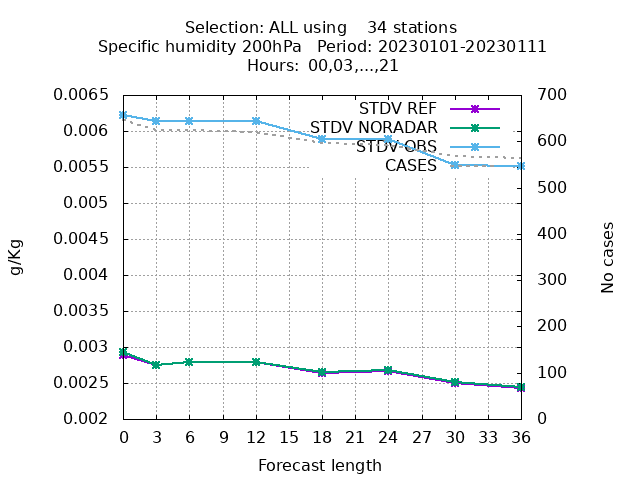 Selection: ALL using    34 stations
Specific humidity 200hPa   Period: 20230101-20230111
Hours: 00,03,...,21
STDV REF
STDV NORADAR
STDV OBS
CASES
0.0065
0.006
0.0055
0.005
0.0045
0.004
0.0035
0.003
0.0025
0.002
700
600
500
400
300
200
100
0
g/Kg
No cases
0 3 6 9 12 15 18 21 24 27 30 33 36
Forecast length